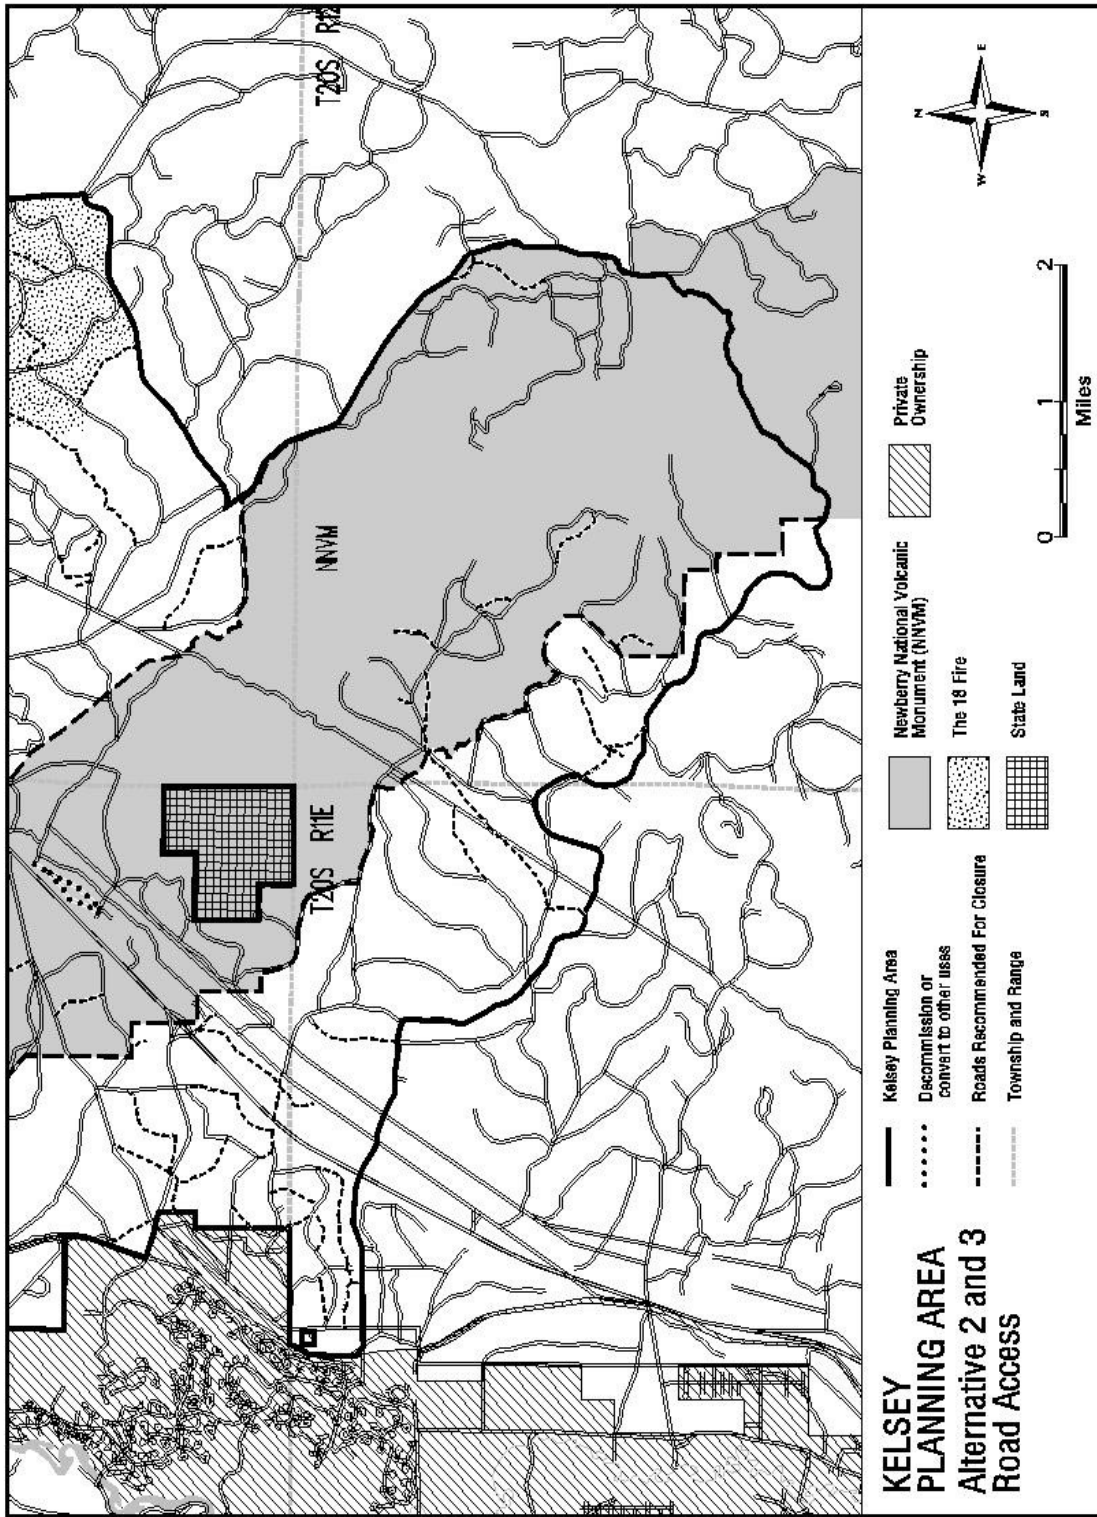 T20S R12
NNVM
T20S R11E
KELSEY
PLANNING AREA
Alternative 2 and 3
Road Access
Kelsey Planning Area
Decommission or
convert to other uses
Roads Recommended For Closure
Township and Range
Newberry National Volcanic
Monument (NNVM)
The 18 Fire
State Land
Private
Ownership
0 1 2
Miles
N
E
S
W